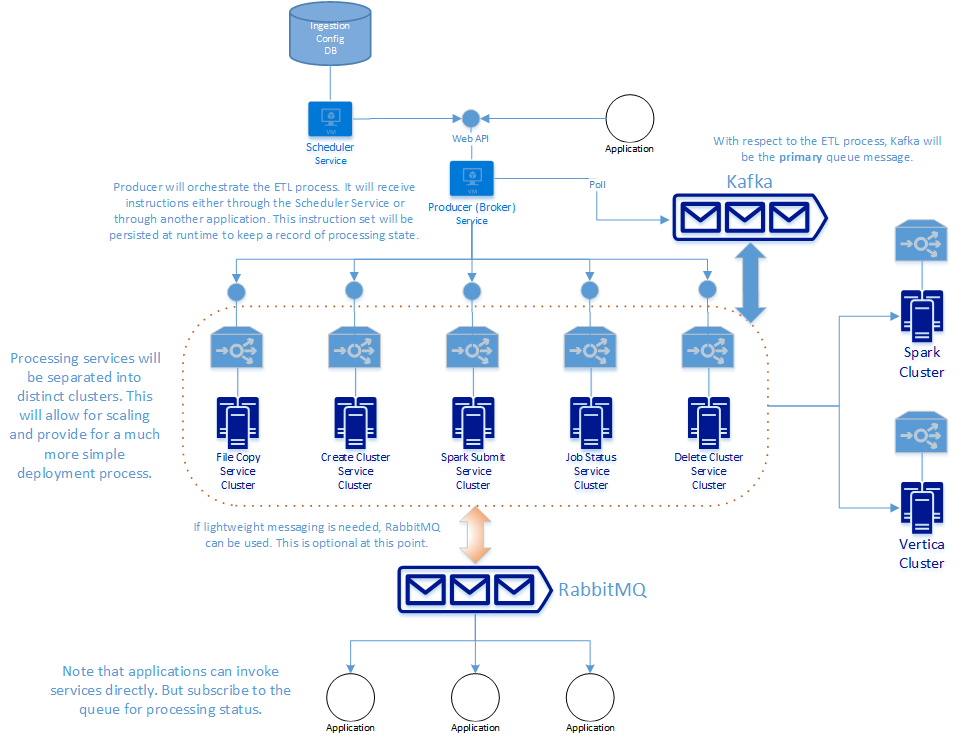 Ingestion
Config
DB
VM
Scheduler
Service
Web API
Application
VM
Producer (Broker)
Service
Producer will orchestrate the ETL process. It will receive
instructions either through the Scheduler Service or
through another application. This instruction set will be
persisted at runtime to keep a record of processing state.
Poll
With respect to the ETL process, Kafka will
be the primary queue message.
Kafka
Processing services will
be separated into
distinct clusters. This
will allow for scaling
and provide for a much
more simple
deployment process.
File Copy
Service
Cluster
Create Cluster
Service
Cluster
Spark Submit
Service
Cluster
Job Status
Service
Cluster
Delete Cluster
Service
Cluster
Spark
Cluster
Vertica
Cluster
If lightweight messaging is needed, RabbitMQ
can be used. This is optional at this point.
RabbitMQ
Note that applications can invoke
services directly. But subscribe to the
queue for processing status.
Application
Application
Application